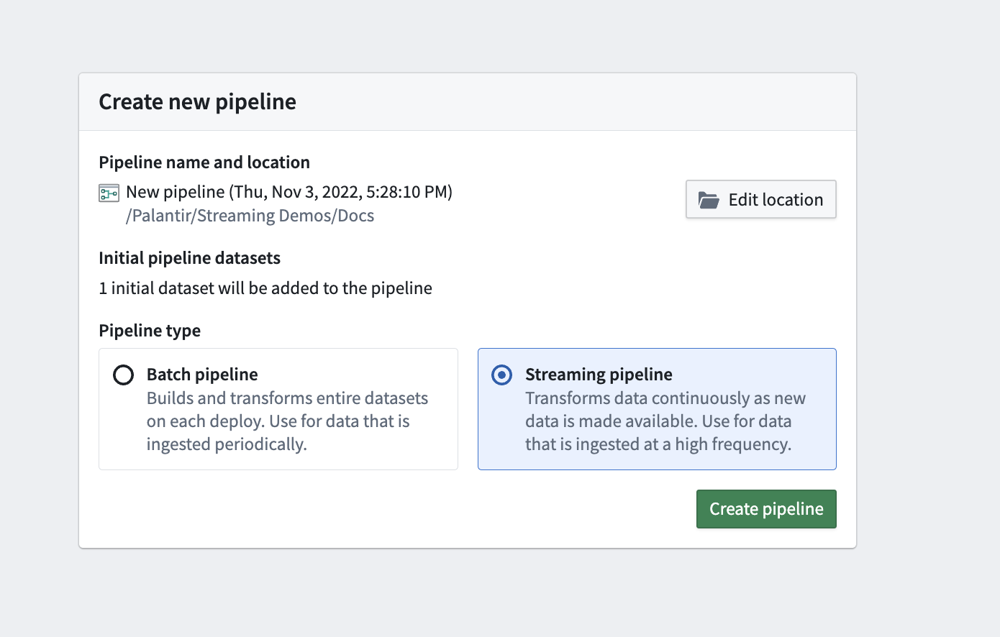 Create new pipeline
Pipeline name and location
New pipeline (Thu, Nov 3, 2022, 5:28:10 PM)
/Palantir/Streaming Demos/Docs
Edit location
Initial pipeline datasets
1 initial dataset will be added to the pipeline
Pipeline type
Batch pipeline
Builds and transforms entire datasets
on each deploy. Use for data that is
ingested periodically.
Streaming pipeline
Transforms data continuously as new
data is made available. Use for data
that is ingested at a high frequency.
Create pipeline